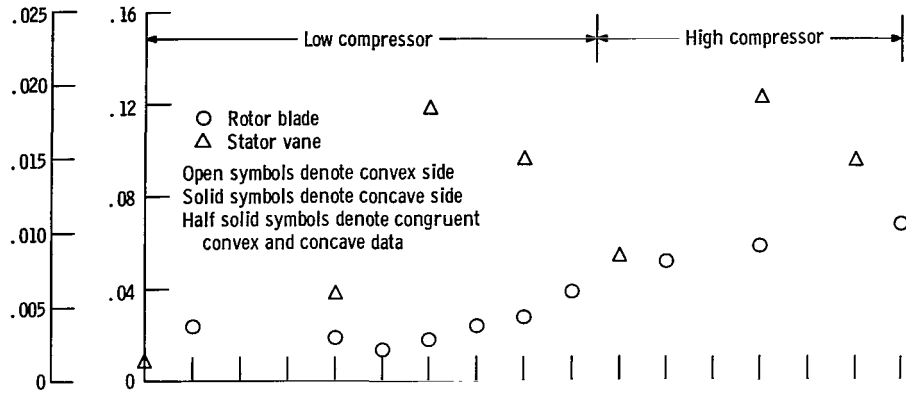 .025
.020
.015
.010
.005
0
.16
.12
.08
.04
0
Low compressor
High compressor
Rotor blade
Stator vane
Open symbols denote convex side
Solid symbols denote concave side
Half solid symbols denote congruent
convex and concave data